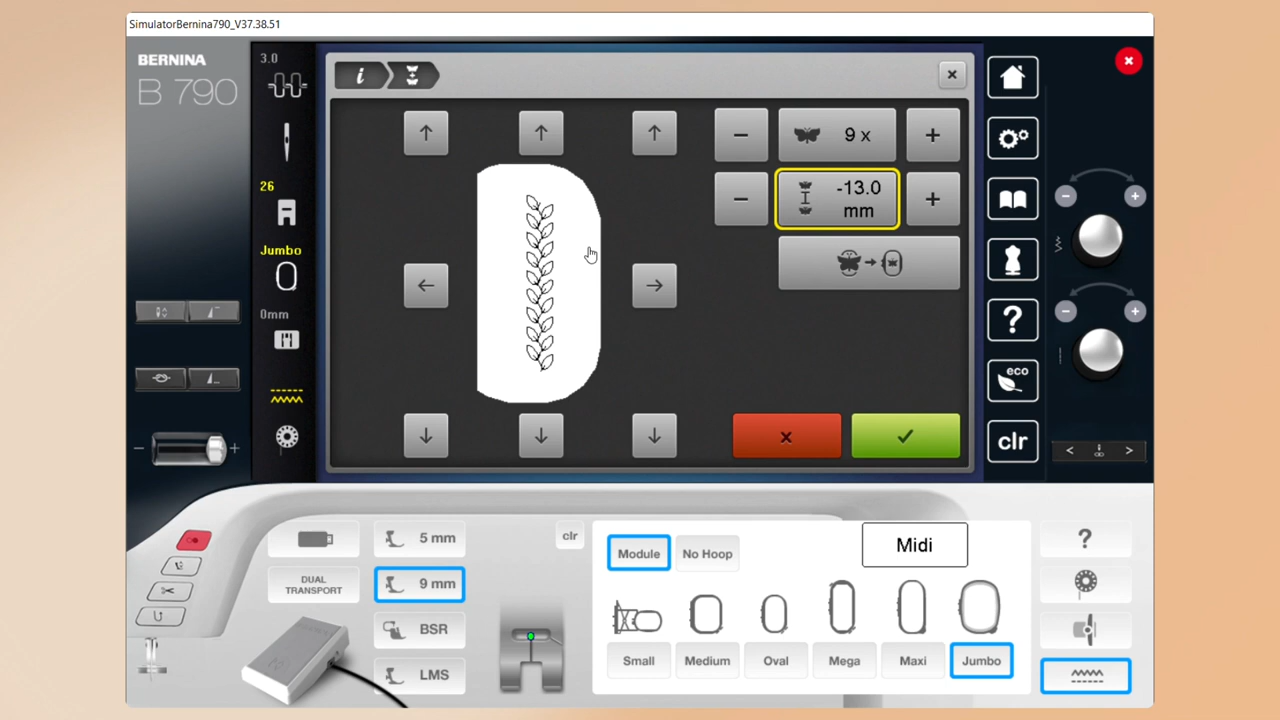 SimulatorBernina790_V37.38.51
BERNINA
B 790
3.0
26
Jumbo
0mm
i
9 x
-13.0
mm
?
eco
clr
DUAL
TRANSPORT
5 mm
9 mm
BSR
LMS
clr
Module
No Hoop
Midi
Small
Medium
Oval
Mega
Maxi
Jumbo
?